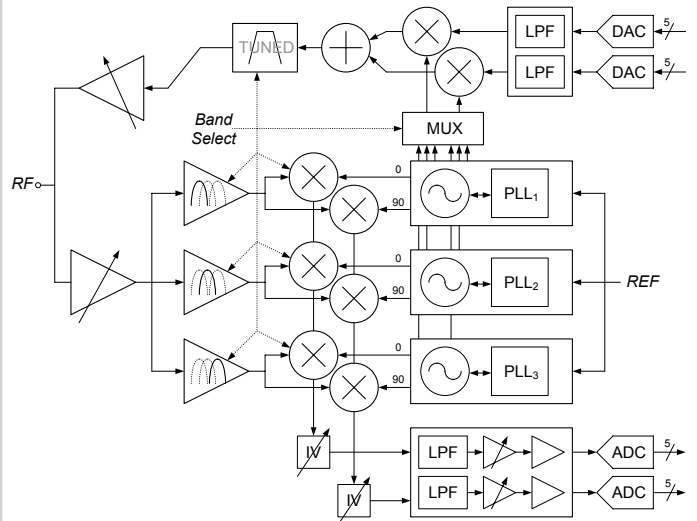 LPF
DAC
5
TUNED
LPF
DAC
5
Band
Select
MUX
RF
0
90
PLL1
0
90
PLL2
REF
0
90
PLL3
IV
LPF
ADC
5
IV
LPF
ADC
5